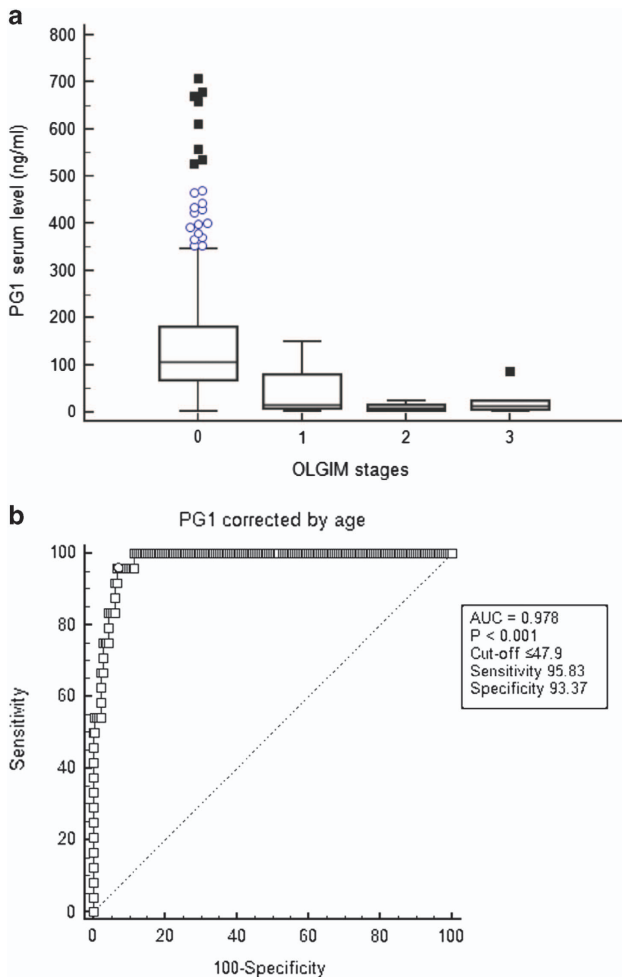 a
800
700
600
500
400
300
200
100
0
PG1 serum level (ng/ml)
0 1 2 3
OLGIM stages
b
PG1 corrected by age
100
80
60
40
20
0
Sensitivity
AUC = 0.978
P < 0.001
Cut-off ≤47.9
Sensitivity 95.83
Specificity 93.37
0 20 40 60 80 100
100-Specificity